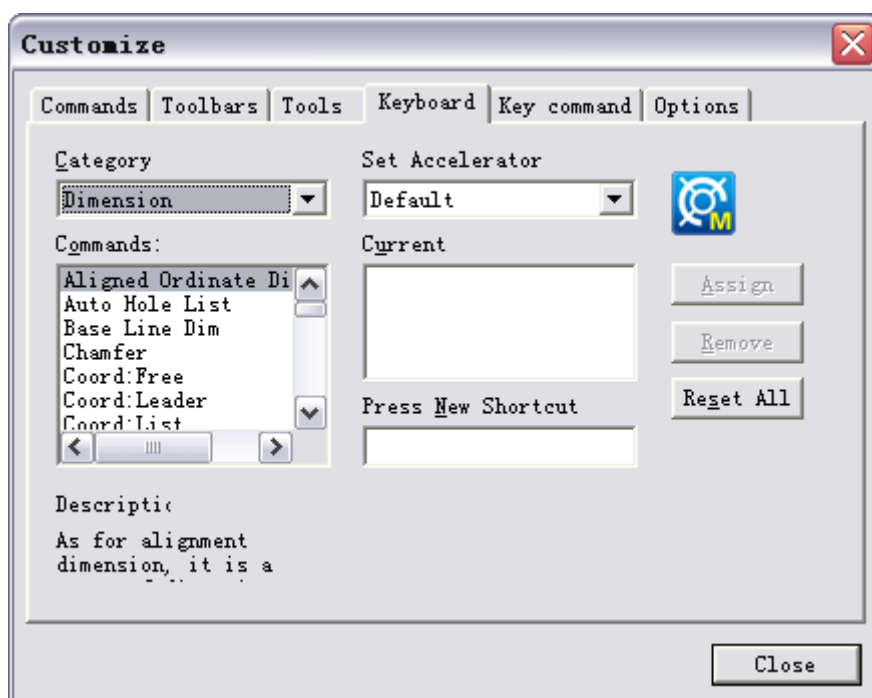 Customize
Commands
Toolbars
Tools
Keyboard
Key command
Options
Category
Set Accelerator
Dimension
Default
Commands:
Current
Aligned Ordinate Di
Auto Hole List
Base Line Dim
Chamfer
Coord:Free
Coord:Leader
Coord:List
M
Assign
Remove
Reset All
Press New Shortcut
Descriptic
As for alignment
dimension, it is a
Close